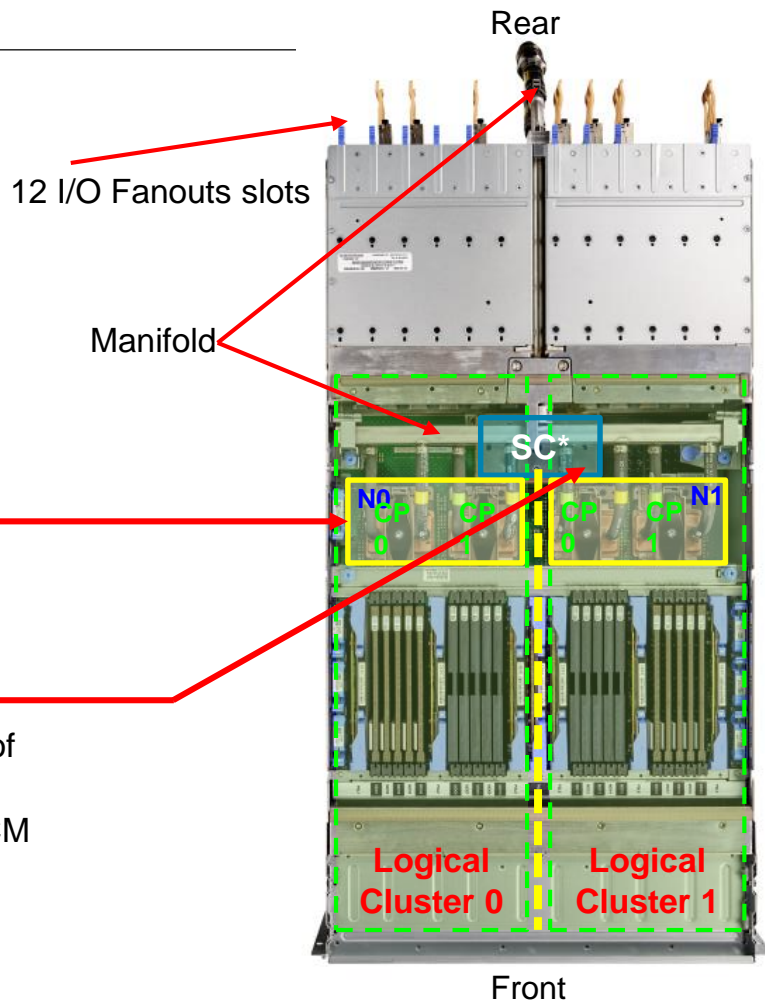 Rear
12 I/O Fanouts slots
Manifold
SC*
N0
N1
CP
0
CP
1
CP
0
CP
1
of
M
Logical
Cluster 0
Logical
Cluster 1
Front